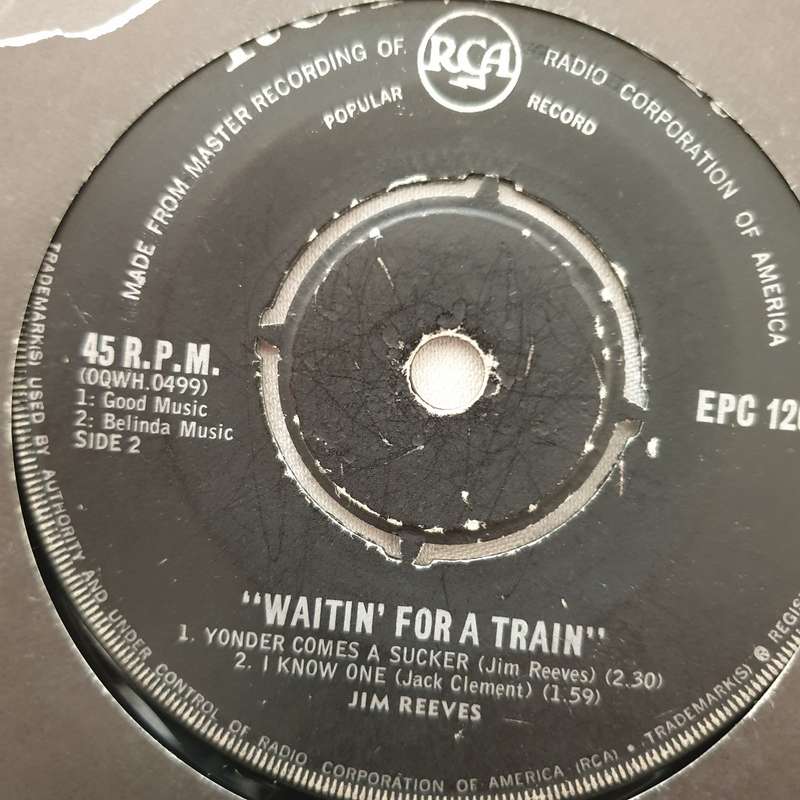 MADE FROM MASTER RECORDING OF RCA RADIO CORPORATION OF AMERICA
POPULAR RECORD
45 R.P.M.
(0QWH.0499)
1: Good Music
2: Belinda Music
SIDE 2
EPC 120
"WAITIN' FOR A TRAIN"
1. YONDER COMES A SUCKER (Jim Reeves) (2.30)
2. I KNOW ONE (Jack Clement) (1.59)
JIM REEVES
TRADEMARK(S) USED BY AUTHORITY AND UNDER CONTROL OF RADIO CORPORATION OF AMERICA (RCA) • TRADEMARK(S) ® REGIS